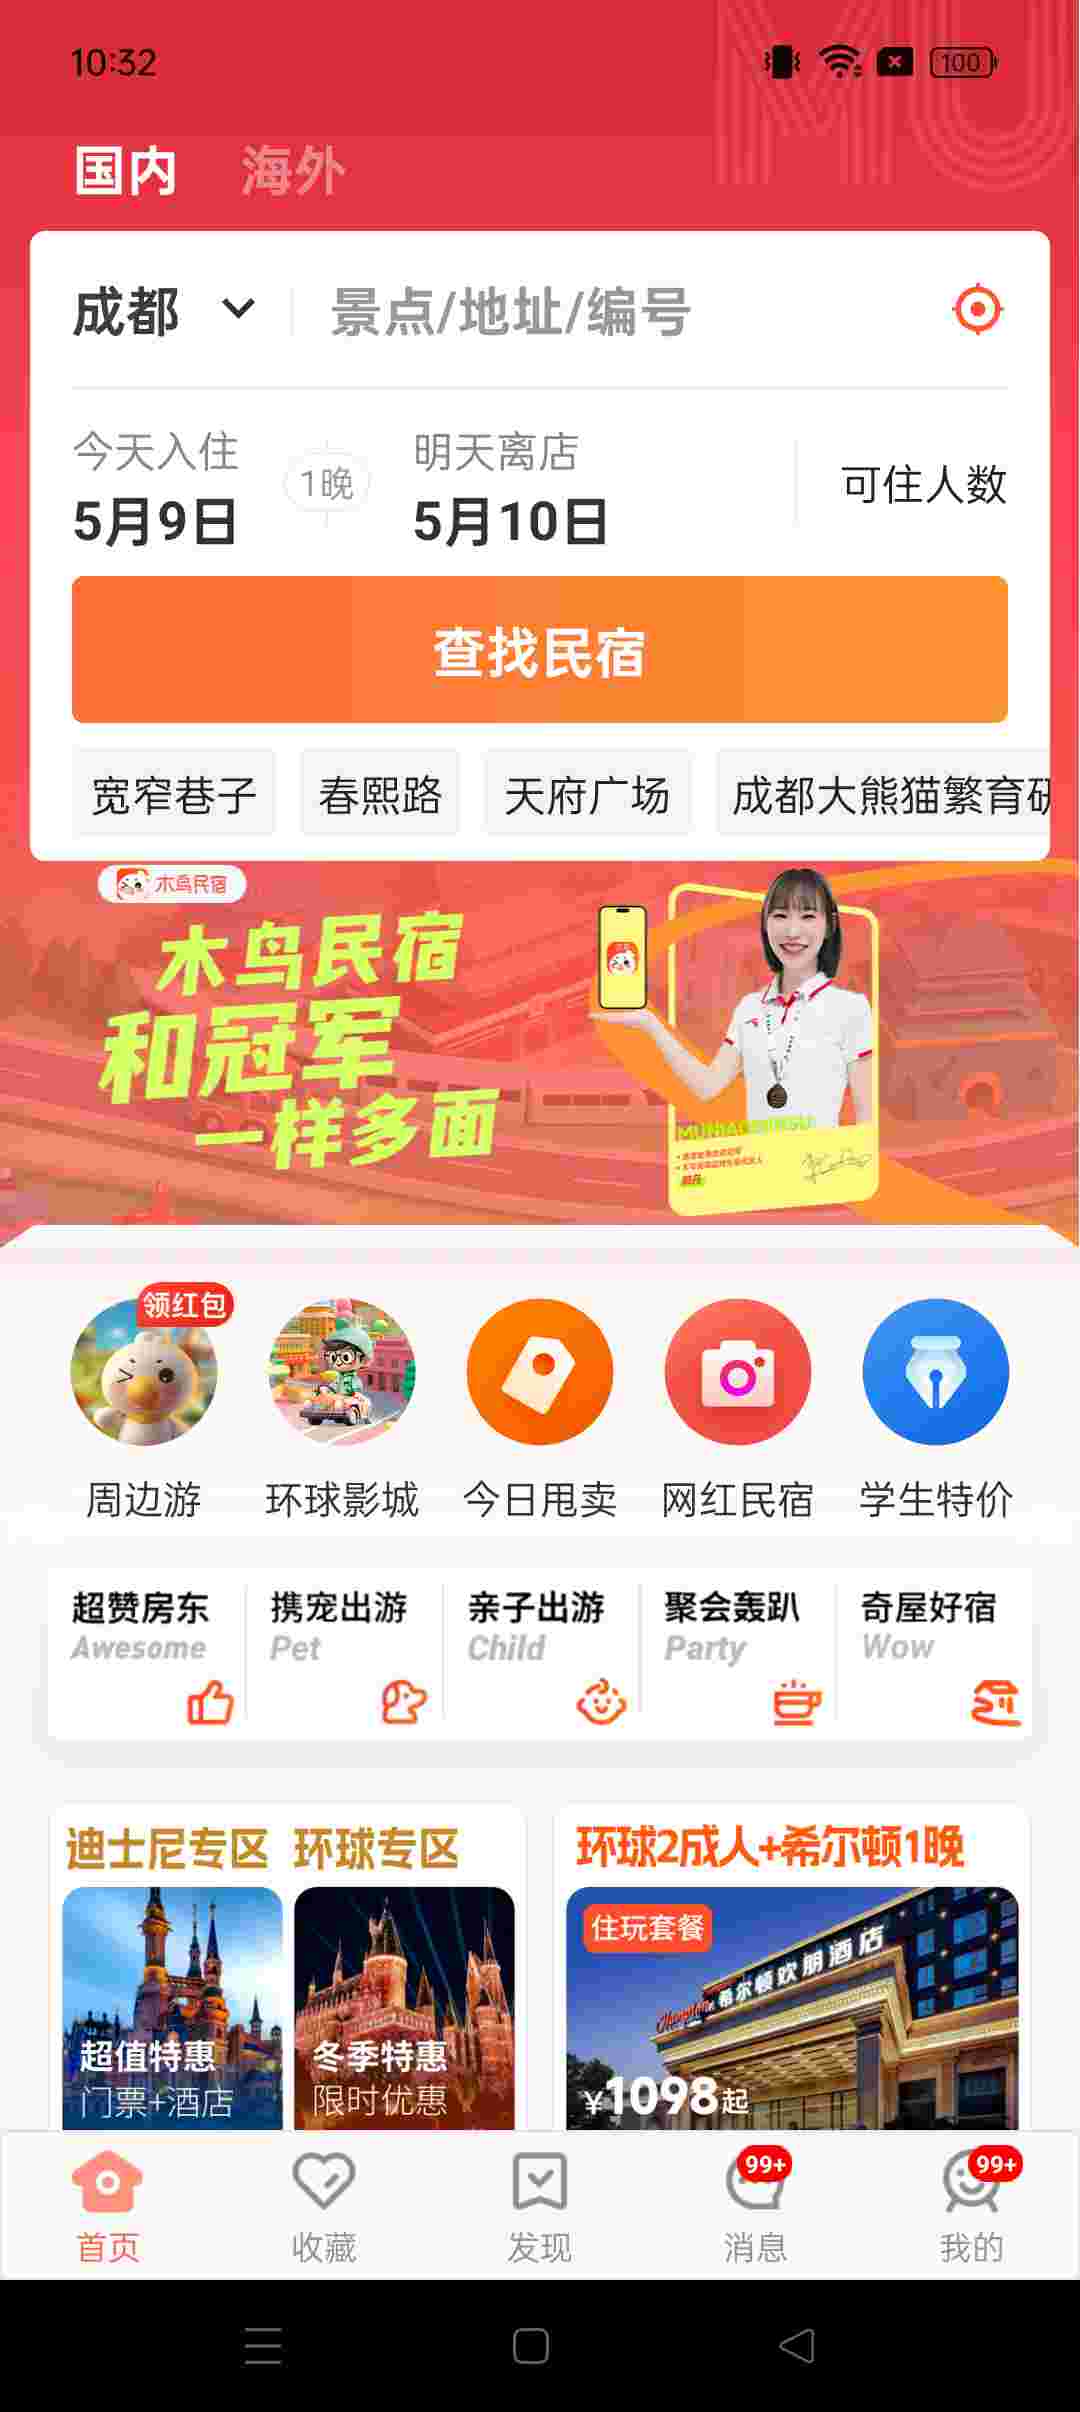 10:32
100
国内 海外
成都 景点/地址/编号
今天入住 明天离店
1晚 可住人数
5月9日 5月10日
查找民宿
宽窄巷子 春熙路 天府广场 成都大熊猫繁育研
木鸟民宿
木鸟民宿
和冠军
一样多面
领红包
周边游 环球影城 今日甩卖 网红民宿 学生特价
超赞房东 携宠出游 亲子出游 聚会轰趴 奇屋好宿
Awesome Pet Child Party Wow
迪士尼专区 环球专区 环球2成人+希尔顿1晚
住玩套餐
希尔顿欢朋酒店
超值特惠 冬季特惠
门票+酒店 限时优惠 ¥1098起
99+ 99+
首页 收藏 发现 消息 我的